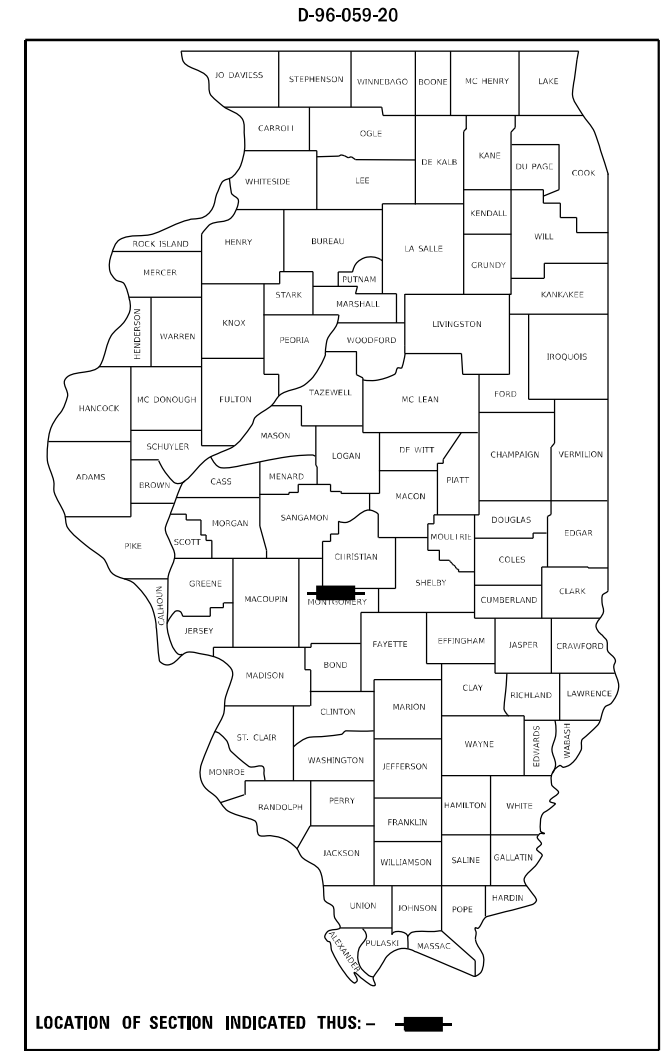 D-96-059-20
JO DAVIESS STEPHENSON WINNEBAGO BOONE MC HENRY LAKE
CARROLL OGLE DE KALB KANE DU PAGE COOK
WHITESIDE LEE
KENDALL
ROCK ISLAND HENRY BUREAU LA SALLE WILL
MERCER PUTNAM GRUNDY
STARK MARSHALL KANKAKEE
HENDERSON WARREN KNOX PEORIA WOODFORD LIVINGSTON
IROQUOIS
HANCOCK MC DONOUGH FULTON TAZEWELL MC LEAN FORD
MASON
SCHUYLER LOGAN DE WITT CHAMPAIGN VERMILION
ADAMS BROWN CASS MENARD PIATT
MACON
MORGAN SANGAMON DOUGLAS
PIKE SCOTT MOULTRIE EDGAR
CHRISTIAN COLES
GREENE SHELBY
CALHOUN MACOUPIN MONTGOMERY CUMBERLAND CLARK
JERSEY
FAYETTE EFFINGHAM JASPER CRAWFORD
BOND
MADISON
CLAY RICHLAND LAWRENCE
CLINTON MARION
ST. CLAIR WAYNE EDWARDS WABASH
WASHINGTON JEFFERSON
MONROE
RANDOLPH PERRY HAMILTON WHITE
FRANKLIN
JACKSON WILLIAMSON SALINE GALLATIN
HARDIN
UNION JOHNSON POPE
ALEXANDER PULASKI MASSAC
LOCATION OF SECTION INDICATED THUS: –